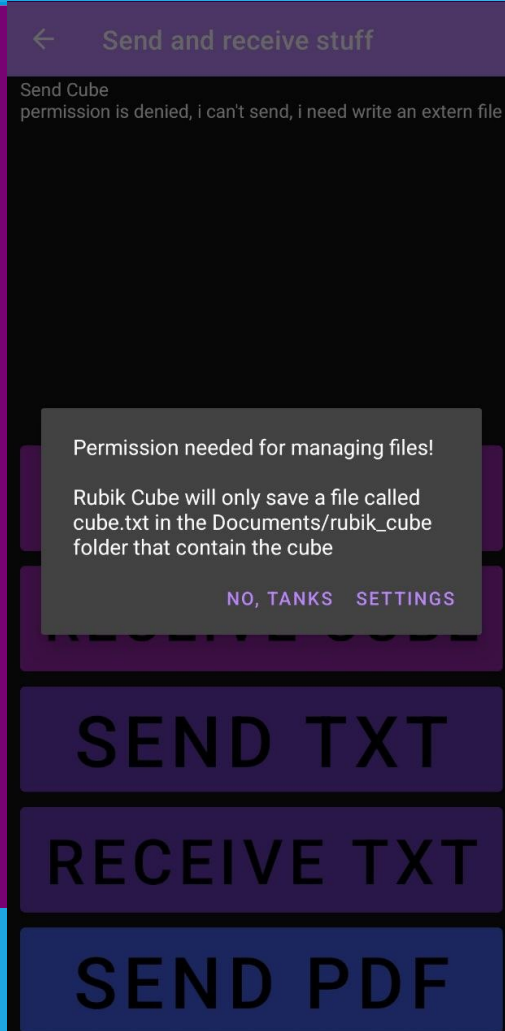 Send and receive stuff
Send Cube
permission is denied, i can't send, i need write an extern file
Permission needed for managing files!
Rubik Cube will only save a file called
cube.txt in the Documents/rubik_cube
folder that contain the cube
NO, TANKS SETTINGS
RECEIVE CUBE
SEND TXT
RECEIVE TXT
SEND PDF